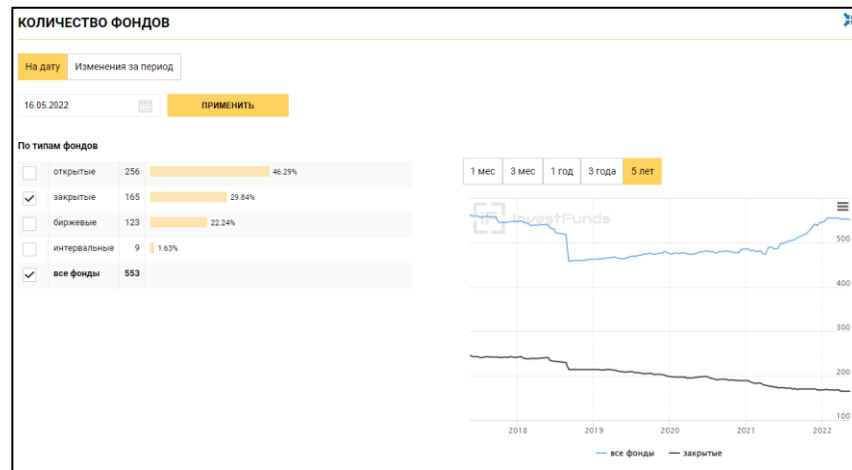 КОЛИЧЕСТВО ФОНДОВ
На дату Изменения за период
16.05.2022 ПРИМЕНИТЬ
По типам фондов
открытые 256 46.29%
закрытые 165 29.84%
биржевые 123 22.24%
интервальные 9 1.63%
все фонды 553
1 мес 3 мес 1 год 3 года 5 лет
InvestFunds
500
400
300
200
100
2018 2019 2020 2021 2022
все фонды закрытые